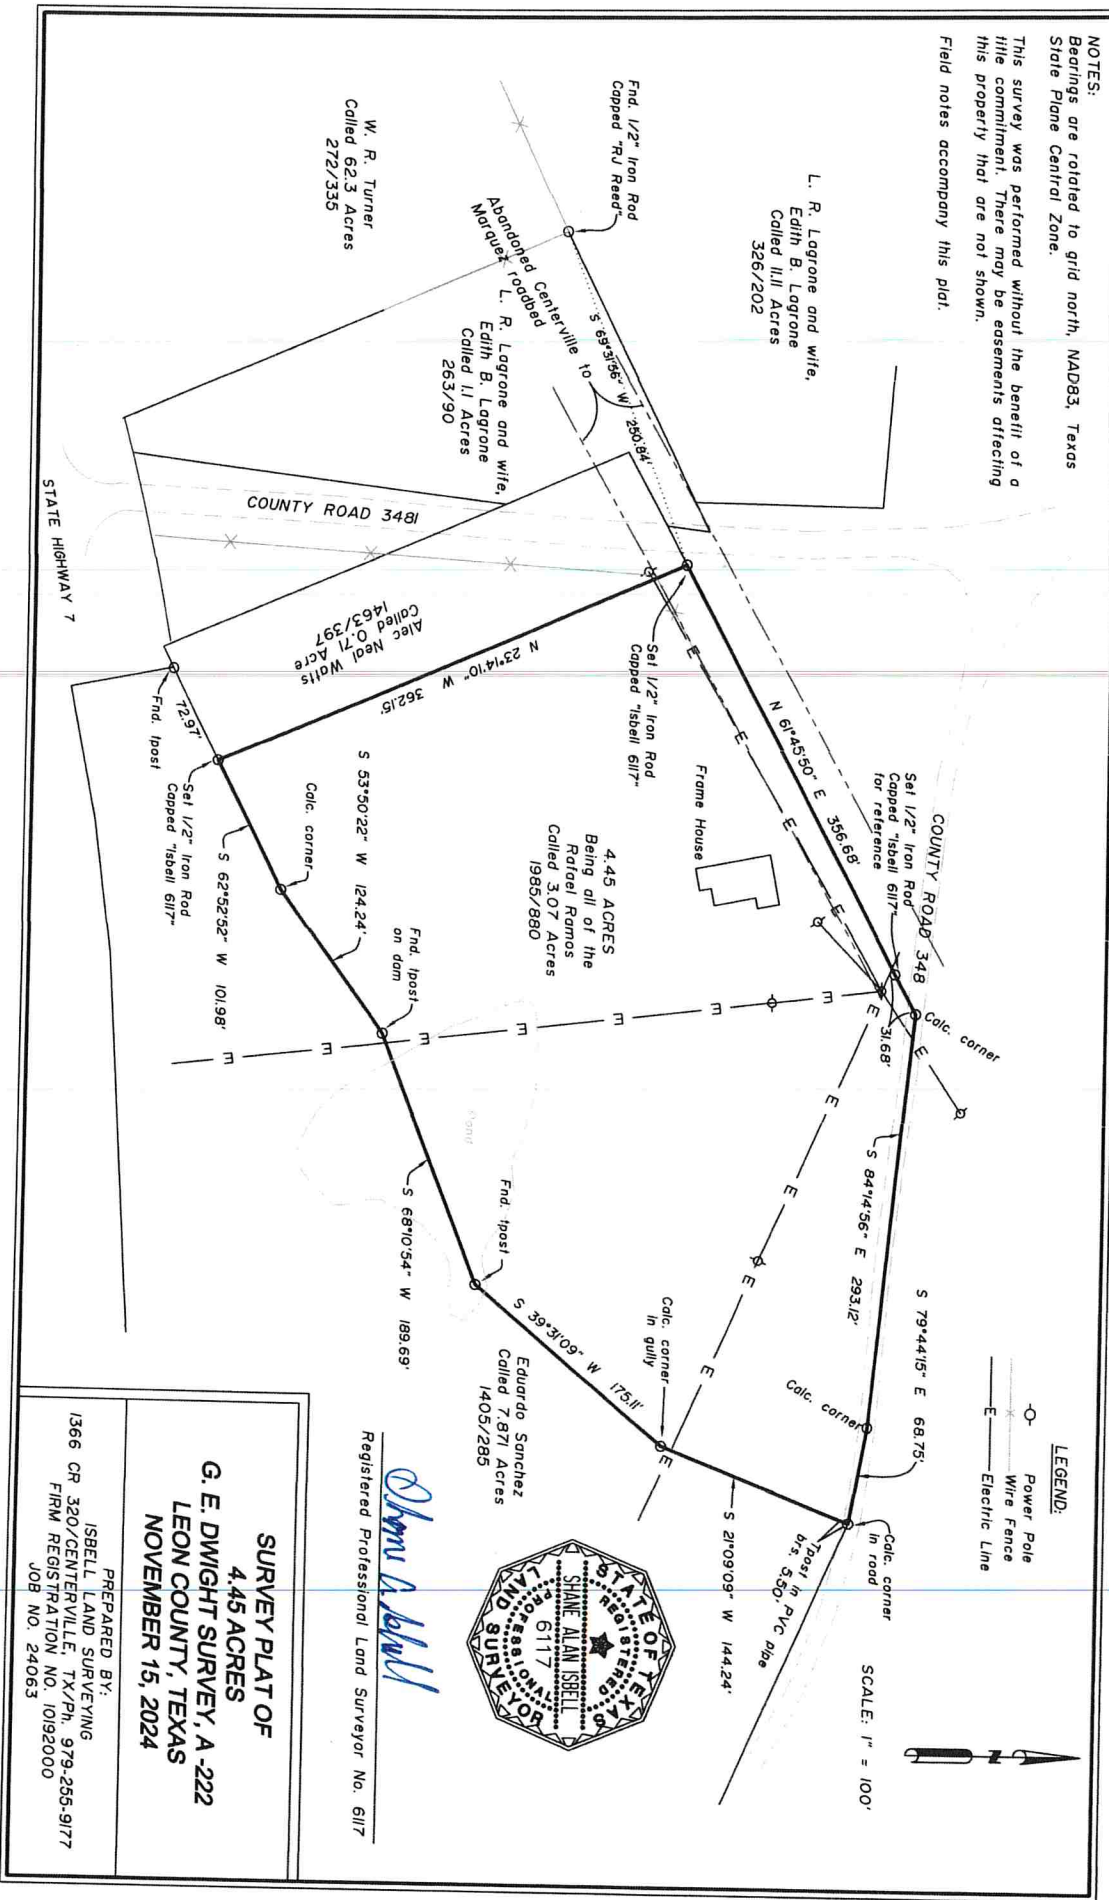 NOTES:
Bearings are rotated to grid north, NAD83, Texas
State Plane Central Zone.
This survey was performed without the benefit of a
title commitment. There may be easements affecting
this property that are not shown.
Field notes accompany this plat.
LEGEND:
Power Pole
Wire Fence
E Electric Line
SCALE: 1" = 100'
N
L. R. Lagrone and wife,
Edith B. Lagrone
Called 11.11 Acres
326/202
Fnd. 1/2" Iron Rod
Capped "RJ Reed"
W. R. Turner
Called 62.3 Acres
272/335
Abandoned Centerville to
Marquez roadbed
S 69°31'56" W 250.84'
L. R. Lagrone and wife,
Edith B. Lagrone
Called 1.1 Acres
263/90
COUNTY ROAD 3481
STATE HIGHWAY 7
Alec Neal Watts
Called 0.71 Acre
1463/397
N 23°14'10" W 362.15'
Set 1/2" Iron Rod
Capped "Isbell 6117"
N 61°45'50" E 356.68'
COUNTY ROAD 348
Set 1/2" Iron Rod
Capped "Isbell 6117"
for reference
31.68'
Calc. corner
S 84°14'56" E 293.12'
S 79°44'15" E 68.75'
Calc. corner
Calc. corner
in road
Tpost in PVC pipe
brs. 5.50'
S 21°09'09" W 144.24'
Calc. corner
in gully
S 39°31'09" W 175.11'
Eduardo Sanchez
Called 7.871 Acres
1405/285
Fnd. tpost
S 68°10'54" W 189.69'
Pond
Fnd. tpost
on dam
S 53°50'22" W 124.24'
Calc. corner
S 62°52'52" W 101.98'
Set 1/2" Iron Rod
Capped "Isbell 6117"
72.97'
Fnd. tpost
Frame House
4.45 ACRES
Being all of the
Rafael Ramos
Called 3.07 Acres
1985/880
E E E E E E E E E E E E E E E E E E
STATE OF TEXAS
REGISTERED
SHANE ALAN ISBELL
6117
PROFESSIONAL
LAND SURVEYOR
Registered Professional Land Surveyor No. 6117
SURVEY PLAT OF
4.45 ACRES
G. E. DWIGHT SURVEY, A -222
LEON COUNTY, TEXAS
NOVEMBER 15, 2024
PREPARED BY:
ISBELL LAND SURVEYING
1366 CR 320/CENTERVILLE, TX/Ph. 979-255-9177
FIRM REGISTRATION NO. 10192000
JOB NO. 24063